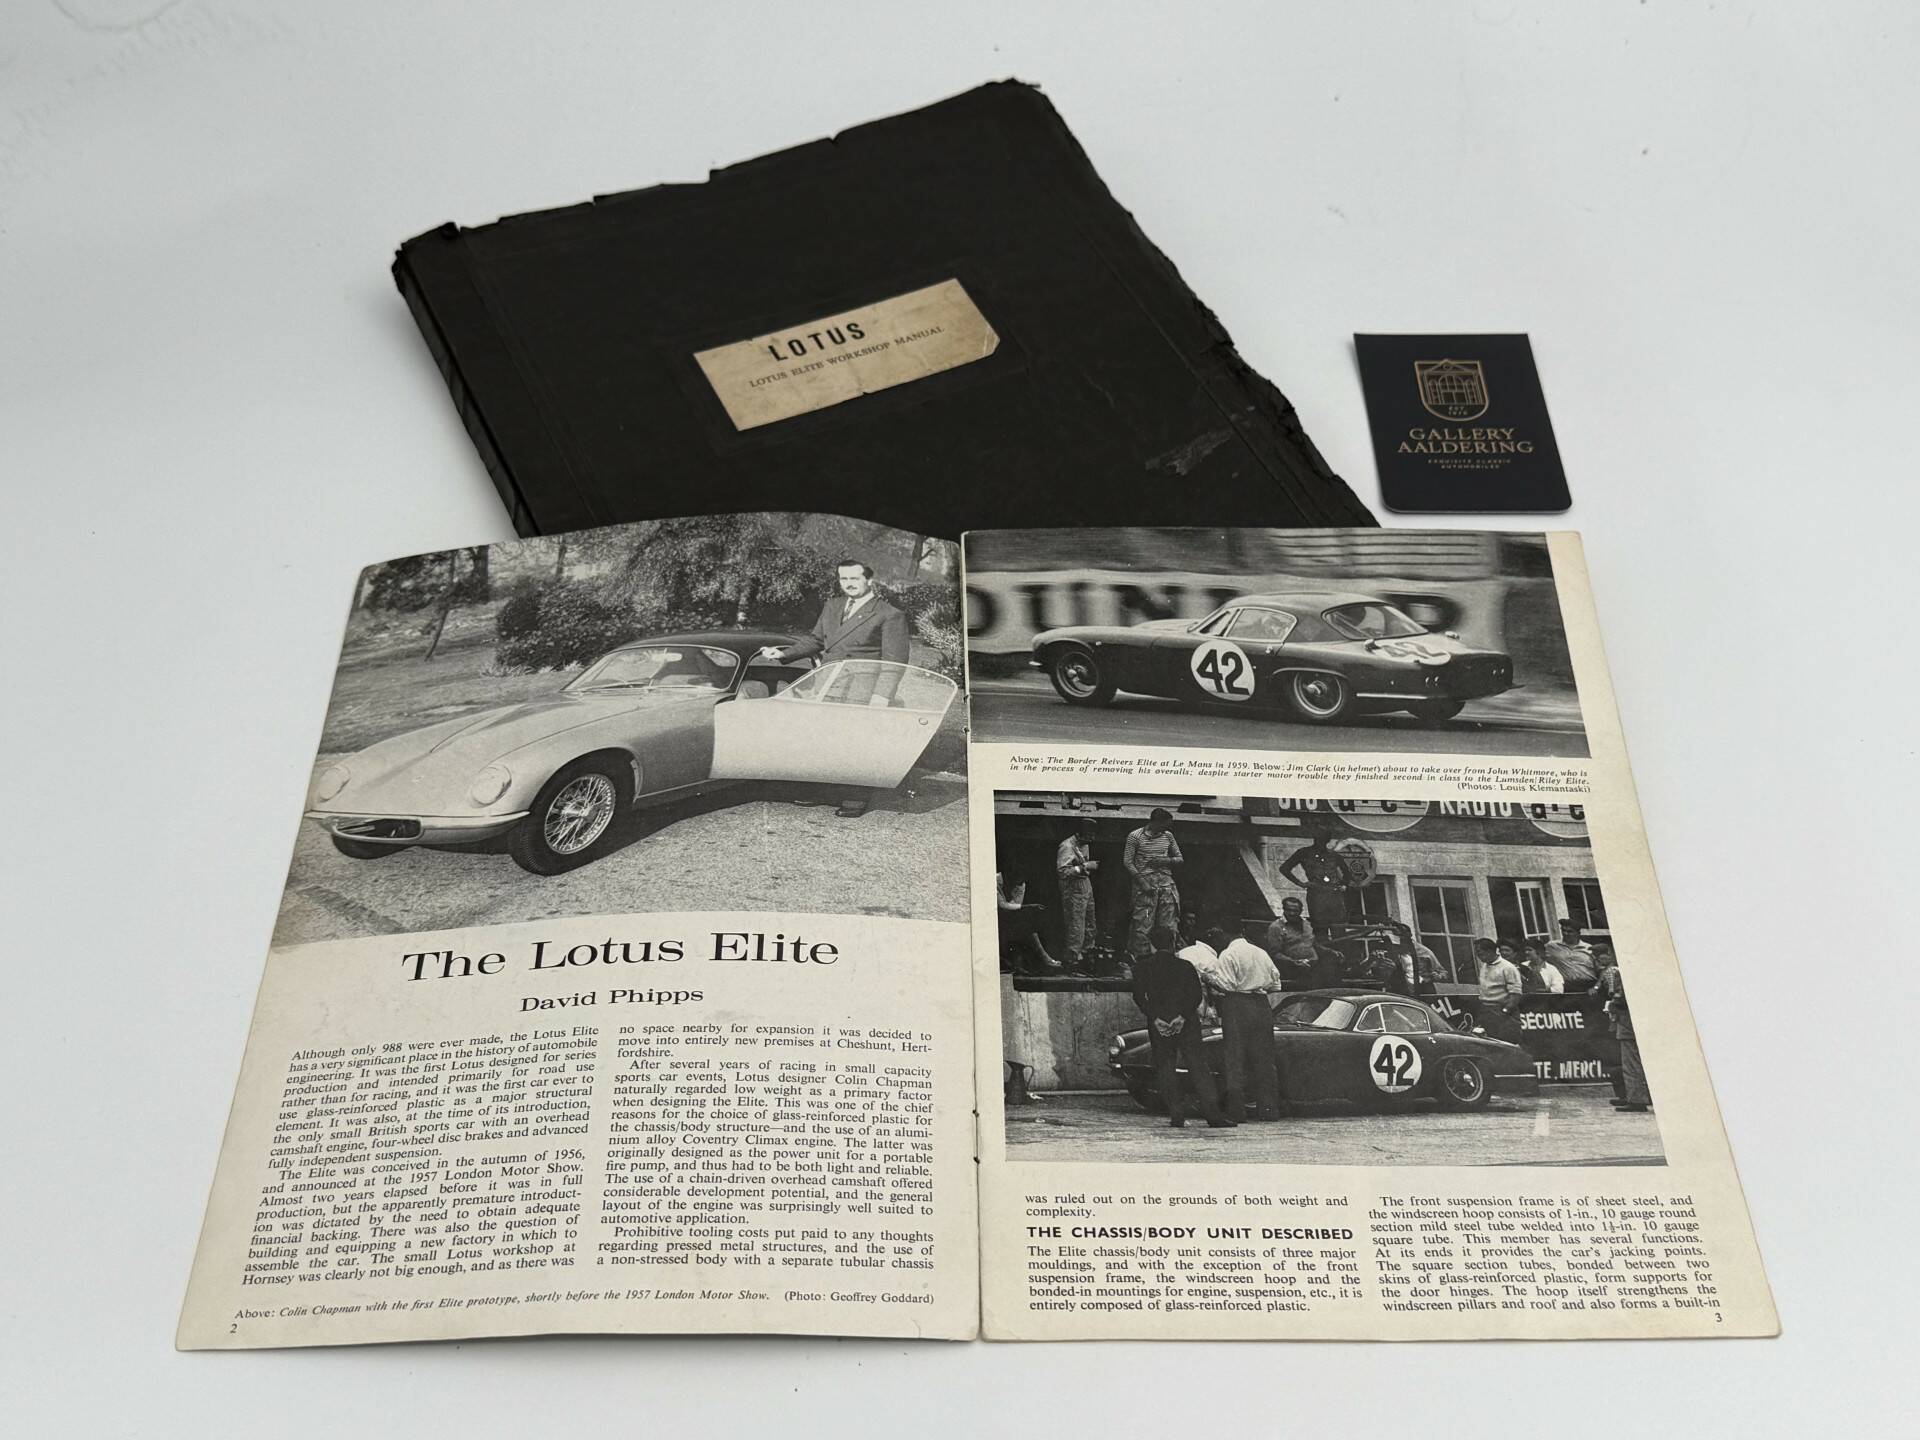 LOTUS
LOTUS ELITE WORKSHOP MANUAL
EST.
1975
GALLERY
AALDERING
EXQUISITE CLASSIC
AUTOMOBILES
The Lotus Elite
David Phipps
Although only 988 were ever made, the Lotus Elite
has a very significant place in the history of automobile
engineering. It was the first Lotus designed for series
production and intended primarily for road use
rather than for racing, and it was the first car ever to
use glass-reinforced plastic as a major structural
element. It was also, at the time of its introduction,
the only small British sports car with an overhead
camshaft engine, four-wheel disc brakes and advanced
fully independent suspension.
The Elite was conceived in the autumn of 1956,
and announced at the 1957 London Motor Show.
Almost two years elapsed before it was in full
production, but the apparently premature introduct-
ion was dictated by the need to obtain adequate
financial backing. There was also the question of
building and equipping a new factory in which to
assemble the car. The small Lotus workshop at
Hornsey was clearly not big enough, and as there was
no space nearby for expansion it was decided to
move into entirely new premises at Cheshunt, Hert-
fordshire.
After several years of racing in small capacity
sports car events, Lotus designer Colin Chapman
naturally regarded low weight as a primary factor
when designing the Elite. This was one of the chief
reasons for the choice of glass-reinforced plastic for
the chassis/body structure—and the use of an alumi-
nium alloy Coventry Climax engine. The latter was
originally designed as the power unit for a portable
fire pump, and thus had to be both light and reliable.
The use of a chain-driven overhead camshaft offered
considerable development potential, and the general
layout of the engine was surprisingly well suited to
automotive application.
Prohibitive tooling costs put paid to any thoughts
regarding pressed metal structures, and the use of
a non-stressed body with a separate tubular chassis
Above: Colin Chapman with the first Elite prototype, shortly before the 1957 London Motor Show. (Photo: Geoffrey Goddard)
2
42
42
Above: The Border Reivers Elite at Le Mans in 1959. Below: Jim Clark (in helmet) about to take over from John Whitmore, who is
in the process of removing his overalls; despite starter motor trouble they finished second in class to the Lumsden/Riley Elite.
(Photos: Louis Klemantaski)
RADIO
SÉCURITÉ
TE, MERCI..
42
was ruled out on the grounds of both weight and
complexity.
THE CHASSIS/BODY UNIT DESCRIBED
The Elite chassis/body unit consists of three major
mouldings, and with the exception of the front
suspension frame, the windscreen hoop and the
bonded-in mountings for engine, suspension, etc., it is
entirely composed of glass-reinforced plastic.
The front suspension frame is of sheet steel, and
the windscreen hoop consists of 1-in., 10 gauge round
section mild steel tube welded into 1½-in. 10 gauge
square tube. This member has several functions.
At its ends it provides the car's jacking points.
The square section tubes, bonded between two
skins of glass-reinforced plastic, form supports for
the door hinges. The hoop itself strengthens the
windscreen pillars and roof and also forms a built-in
3